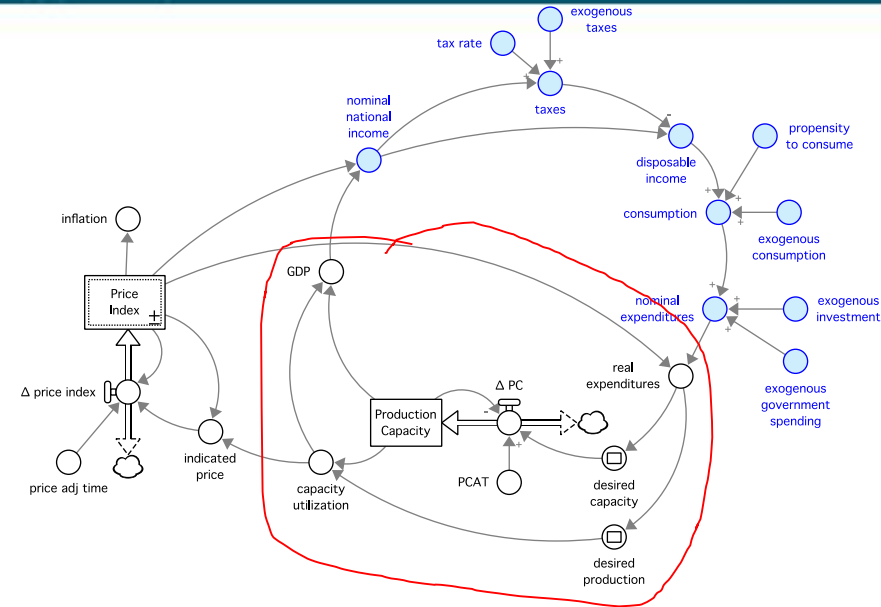 exogenous
taxes
tax rate
taxes
nominal
national
income
propensity
to consume
disposable
income
consumption
exogenous
consumption
inflation
GDP
Price
Index
nominal
expenditures
exogenous
investment
real
expenditures
exogenous
government
spending
Δ price index
Δ PC
Production
Capacity
indicated
price
price adj time
capacity
utilization
PCAT
desired
capacity
desired
production